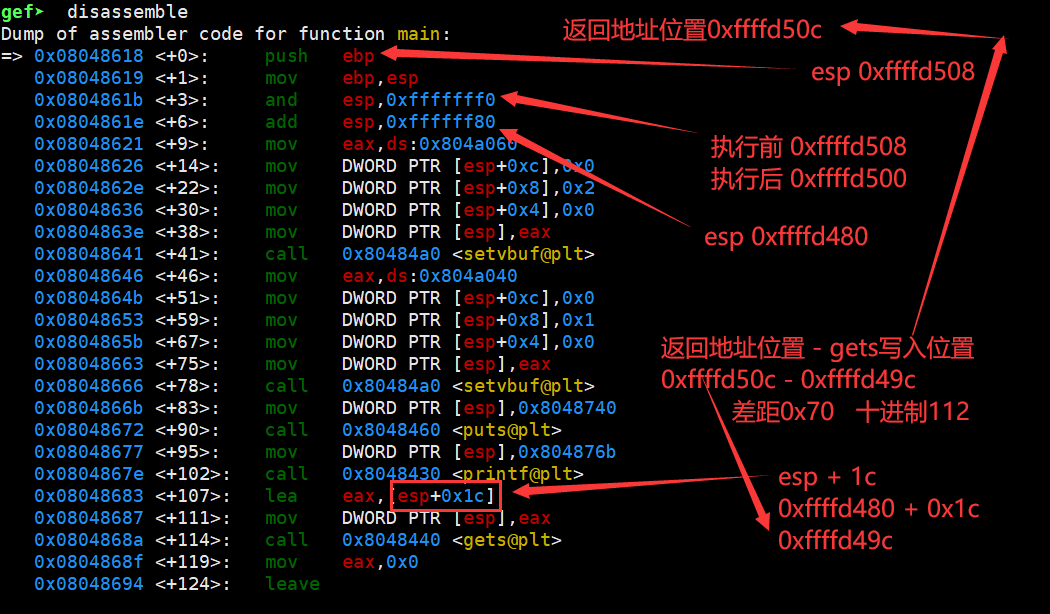 gef➤  disassemble
Dump of assembler code for function main:
=> 0x08048618 <+0>:     push   ebp
   0x08048619 <+1>:     mov    ebp,esp
   0x0804861b <+3>:     and    esp,0xfffffff0
   0x0804861e <+6>:     add    esp,0xffffff80
   0x08048621 <+9>:     mov    eax,ds:0x804a060
   0x08048626 <+14>:    mov    DWORD PTR [esp+0xc],0x0
   0x0804862e <+22>:    mov    DWORD PTR [esp+0x8],0x2
   0x08048636 <+30>:    mov    DWORD PTR [esp+0x4],0x0
   0x0804863e <+38>:    mov    DWORD PTR [esp],eax
   0x08048641 <+41>:    call   0x80484a0 <setvbuf@plt>
   0x08048646 <+46>:    mov    eax,ds:0x804a040
   0x0804864b <+51>:    mov    DWORD PTR [esp+0xc],0x0
   0x08048653 <+59>:    mov    DWORD PTR [esp+0x8],0x1
   0x0804865b <+67>:    mov    DWORD PTR [esp+0x4],0x0
   0x08048663 <+75>:    mov    DWORD PTR [esp],eax
   0x08048666 <+78>:    call   0x80484a0 <setvbuf@plt>
   0x0804866b <+83>:    mov    DWORD PTR [esp],0x8048740
   0x08048672 <+90>:    call   0x8048460 <puts@plt>
   0x08048677 <+95>:    mov    DWORD PTR [esp],0x804876b
   0x0804867e <+102>:   call   0x8048430 <printf@plt>
   0x08048683 <+107>:   lea    eax,[esp+0x1c]
   0x08048687 <+111>:   mov    DWORD PTR [esp],eax
   0x0804868a <+114>:   call   0x8048440 <gets@plt>
   0x0804868f <+119>:   mov    eax,0x0
   0x08048694 <+124>:   leave
返回地址位置0xffffd50c
esp 0xffffd508
执行前 0xffffd508
执行后 0xffffd500
esp 0xffffd480
返回地址位置 - gets写入位置
0xffffd50c - 0xffffd49c
差距0x70 十进制112
esp + 1c
0xffffd480 + 0x1c
0xffffd49c